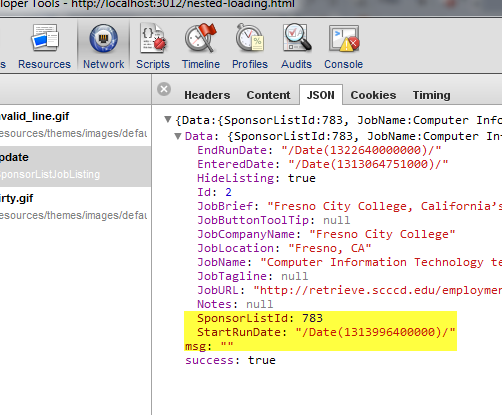 loper Tools - http://localhost:3012/nested-loading.html
Resources Network Scripts Timeline Profiles Audits Console
Headers Content JSON Cookies Timing
nvalid_line.gif
esources/themes/images/defau
pdate
SponsorListJobListing
irty.gif
esources/themes/images/defau
{Data:{SponsorListId:783, JobName:Computer Infor
Data: {SponsorListId:783, JobName:Computer In
EndRunDate: "/Date(1322640000000)/"
EnteredDate: "/Date(1313064751000)/"
HideListing: true
Id: 2
JobBrief: "Fresno City College, California's
JobButtonToolTip: null
JobCompanyName: "Fresno City College"
JobLocation: "Fresno, CA"
JobName: "Computer Information Technology te
JobTagline: null
JobURL: "http://retrieve.scccd.edu/employmen
Notes: null
SponsorListId: 783
StartRunDate: "/Date(1313996400000)/"
msg: ""
success: true